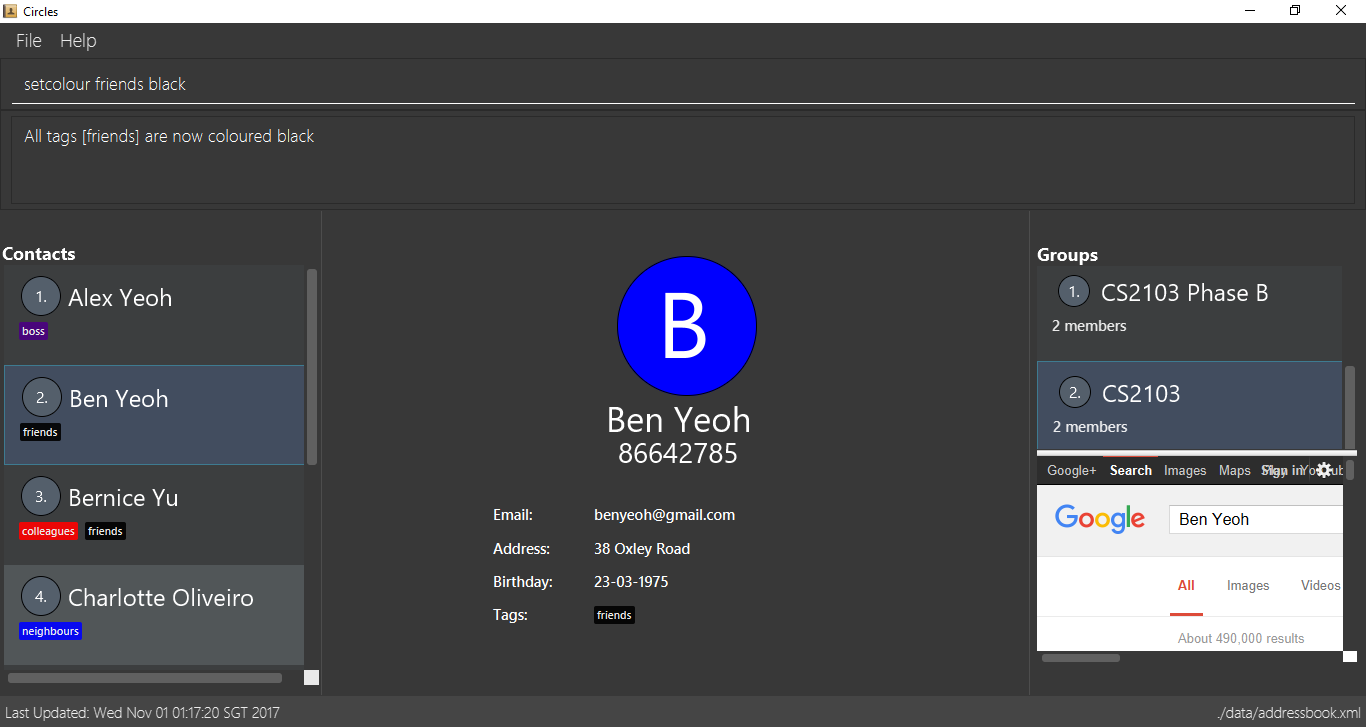 Circles
File Help
setcolour friends black
All tags [friends] are now coloured black
Contacts
1. Alex Yeoh
boss
2. Ben Yeoh
friends
3. Bernice Yu
colleagues friends
4. Charlotte Oliveiro
neighbours
B
Ben Yeoh
86642785
Email: benyeoh@gmail.com
Address: 38 Oxley Road
Birthday: 23-03-1975
Tags: friends
Groups
1. CS2103 Phase B
2 members
2. CS2103
2 members
Google+ Search Images Maps
Google Ben Yeoh
All Images Videos
About 490,000 results
Last Updated: Wed Nov 01 01:17:20 SGT 2017
./data/addressbook.xml